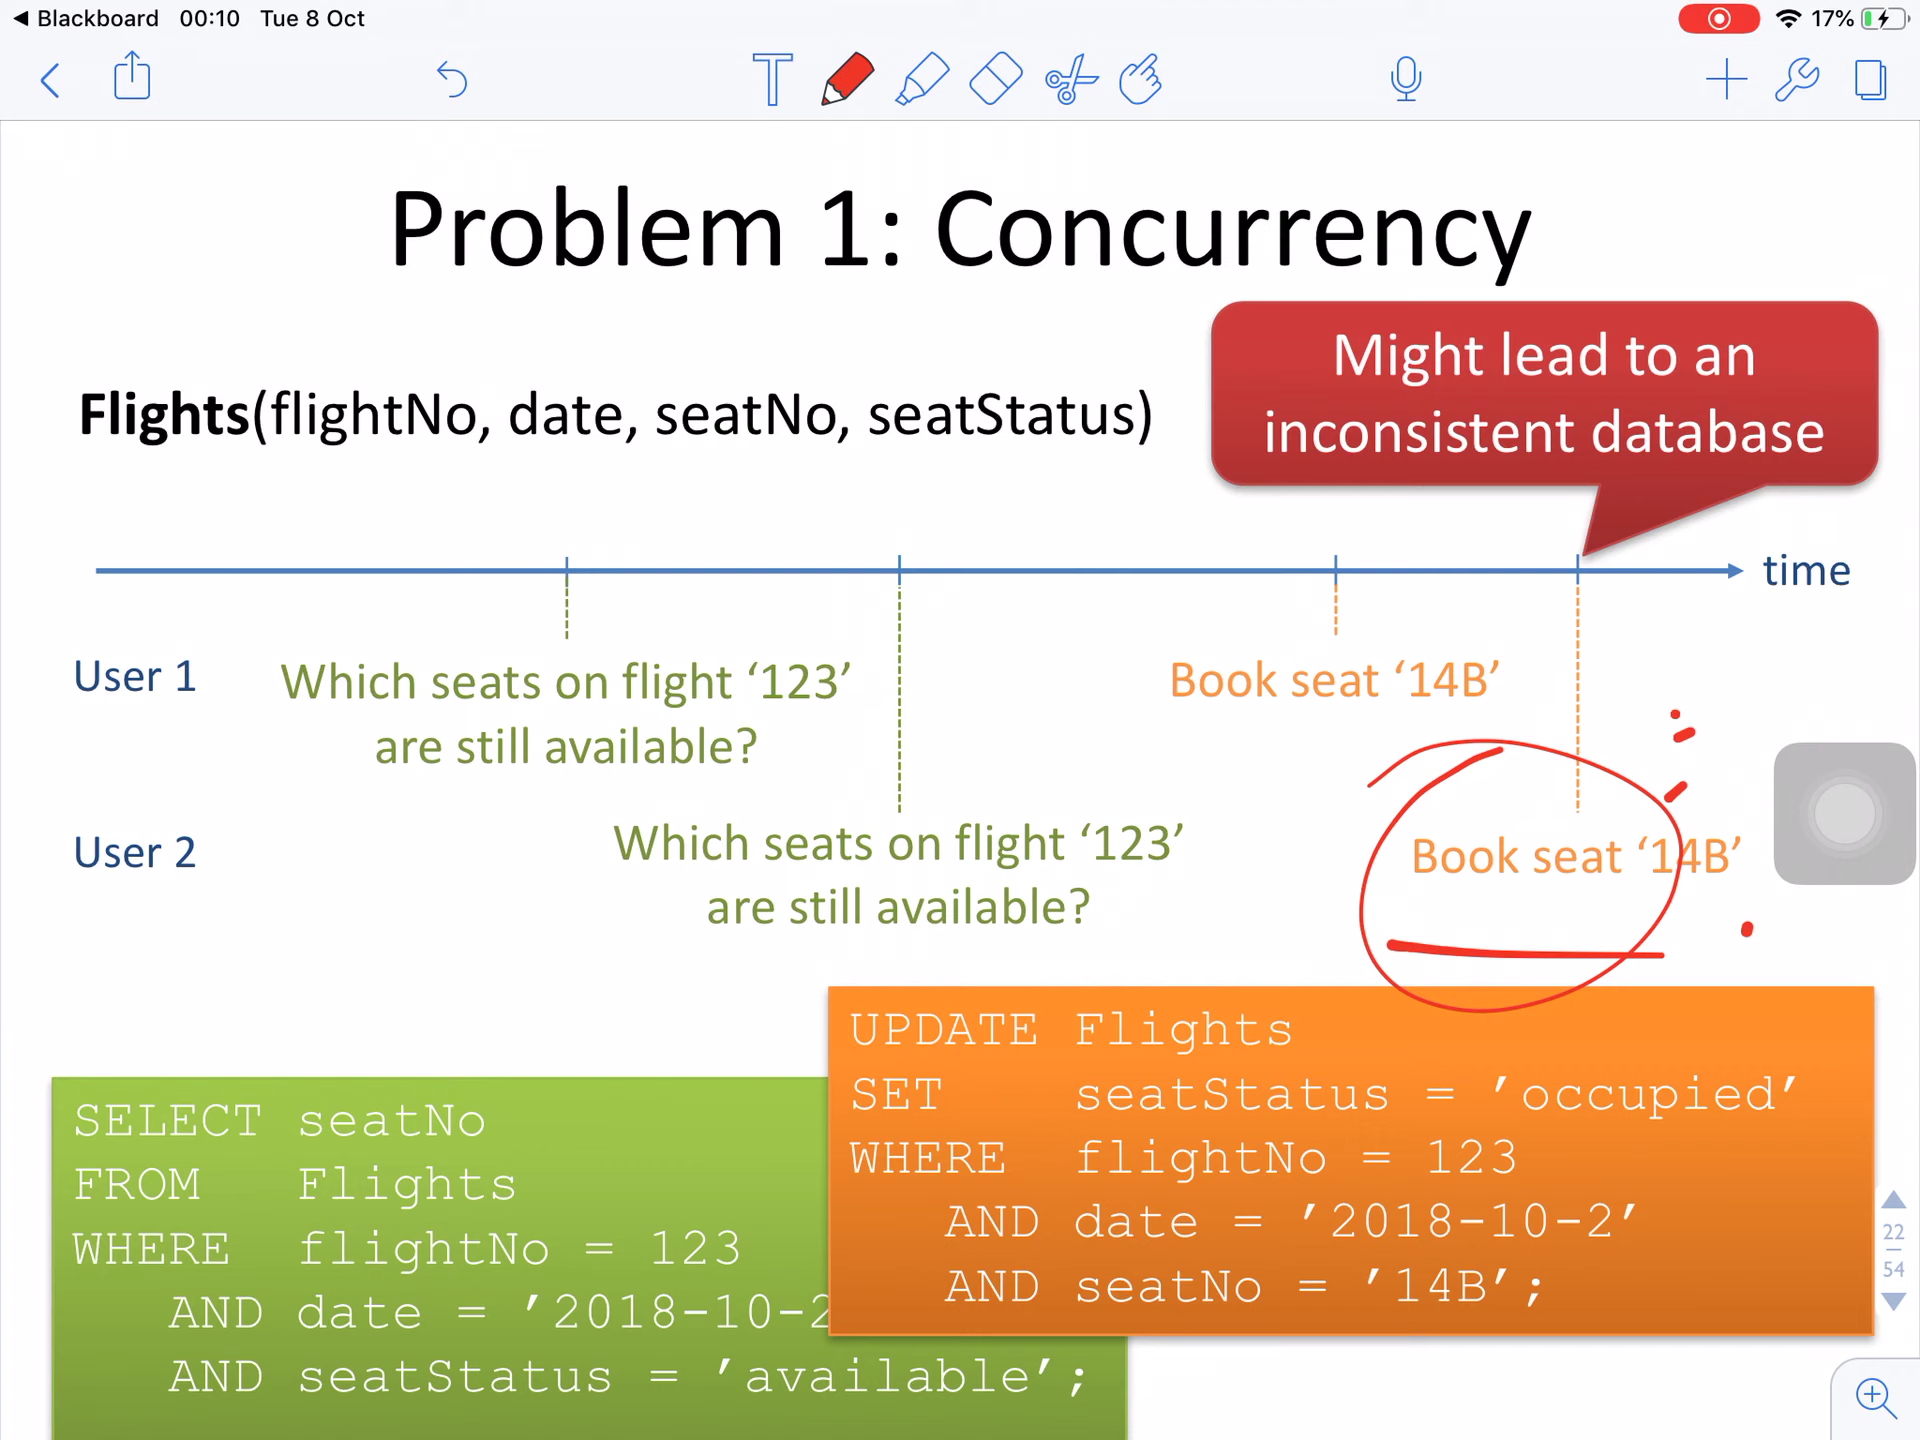 Blackboard 00:10 Tue 8 Oct
17%
Problem 1: Concurrency
Might lead to an
inconsistent database
Flights(flightNo, date, seatNo, seatStatus)
time
User 1
Which seats on flight ‘123’
are still available?
Book seat ‘14B’
User 2
Which seats on flight ‘123’
are still available?
Book seat ‘14B’
SELECT seatNo
FROM Flights
WHERE flightNo = 123
AND date = ’2018-10-2
AND seatStatus = ’available’;
UPDATE Flights
SET seatStatus = ’occupied’
WHERE flightNo = 123
AND date = ’2018-10-2’
AND seatNo = ’14B’;
22
54